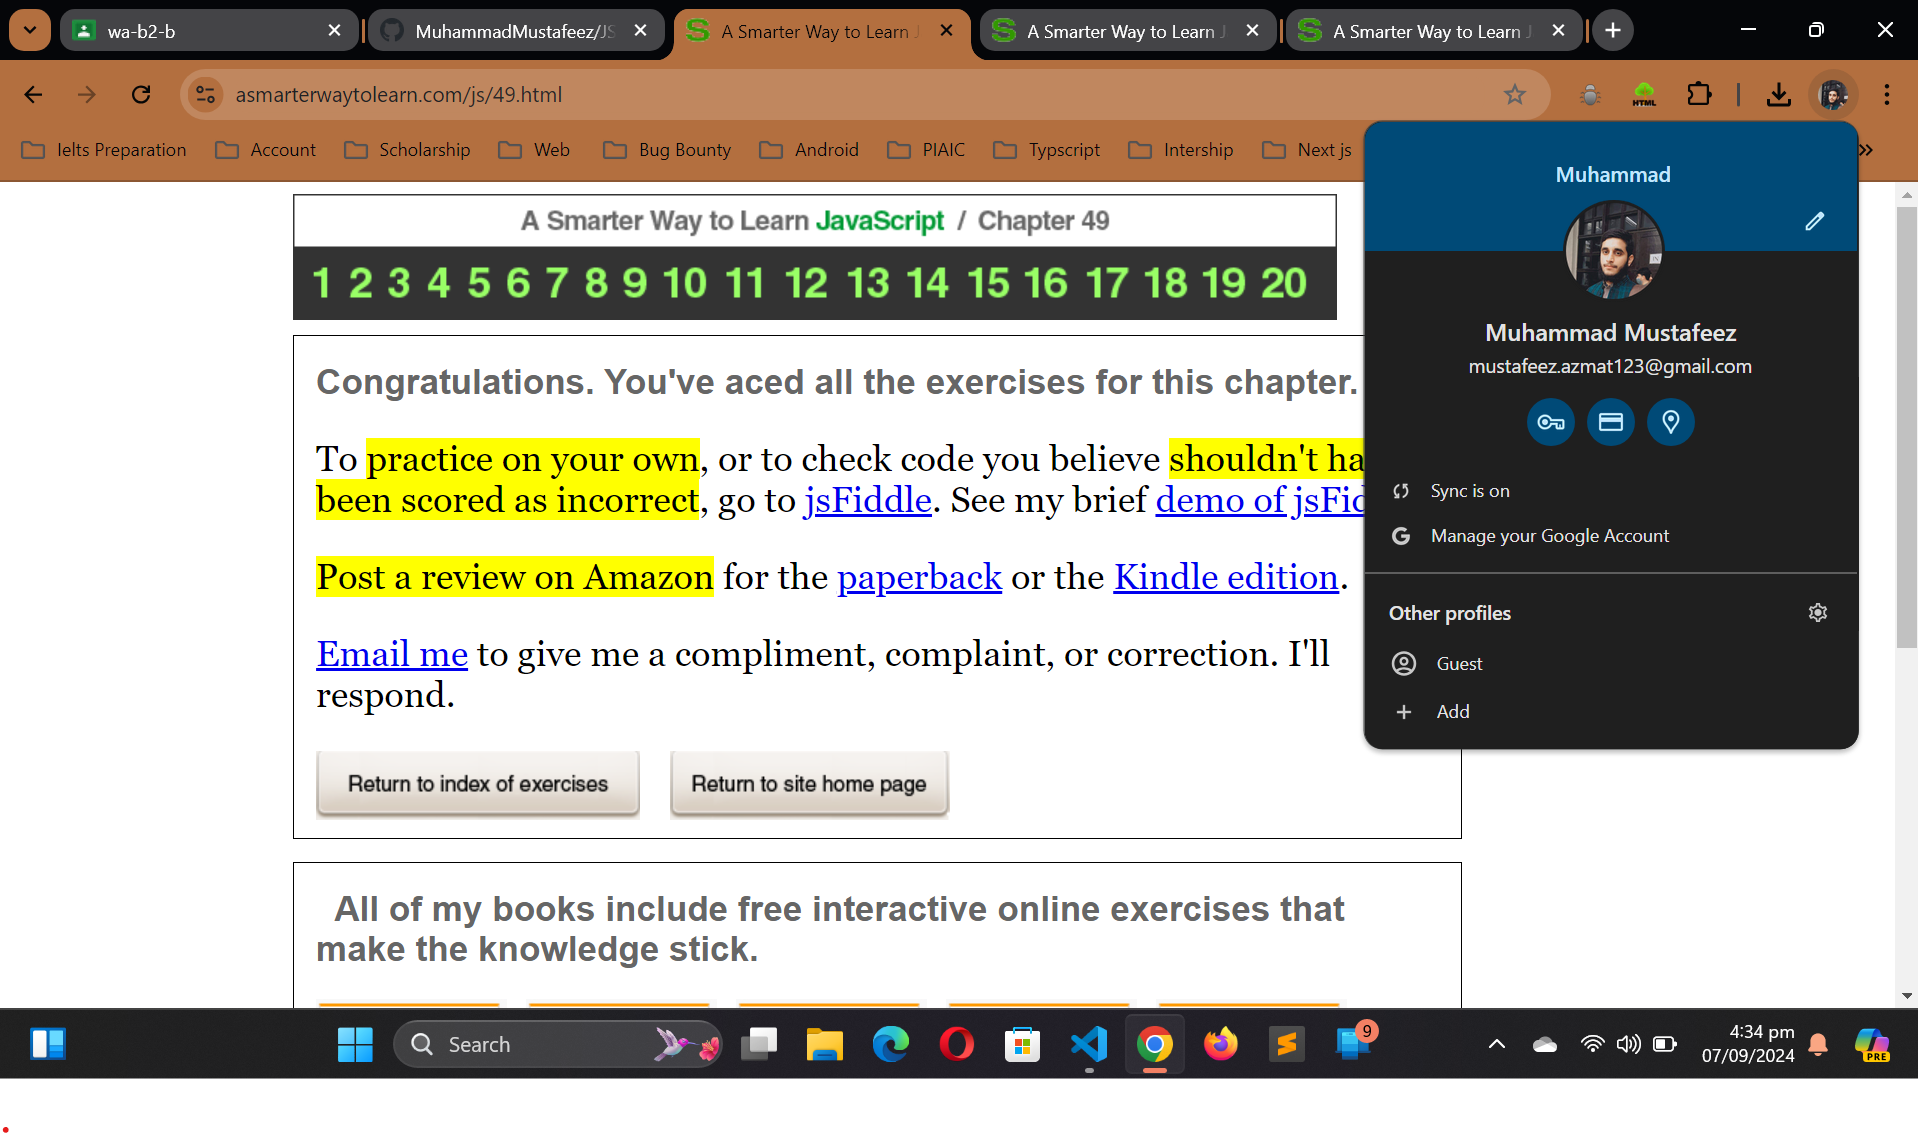 wa-b2-b
MuhammadMustafeez/JS
A Smarter Way to Learn J
A Smarter Way to Learn J
A Smarter Way to Learn J
asmarterwaytolearn.com/js/49.html
HTML
Ielts Preparation
Account
Scholarship
Web
Bug Bounty
Android
PIAIC
Typscript
Intership
Next js
A Smarter Way to Learn JavaScript / Chapter 49
1 2 3 4 5 6 7 8 9 10 11 12 13 14 15 16 17 18 19 20
Congratulations. You've aced all the exercises for this chapter.
To practice on your own, or to check code you believe shouldn't ha
been scored as incorrect, go to jsFiddle. See my brief demo of jsFid
Post a review on Amazon for the paperback or the Kindle edition.
Email me to give me a compliment, complaint, or correction. I'll
respond.
Return to index of exercises
Return to site home page
All of my books include free interactive online exercises that
make the knowledge stick.
Muhammad
Muhammad Mustafeez
mustafeez.azmat123@gmail.com
Sync is on
Manage your Google Account
Other profiles
Guest
Add
Search
9
4:34 pm
07/09/2024
PRE